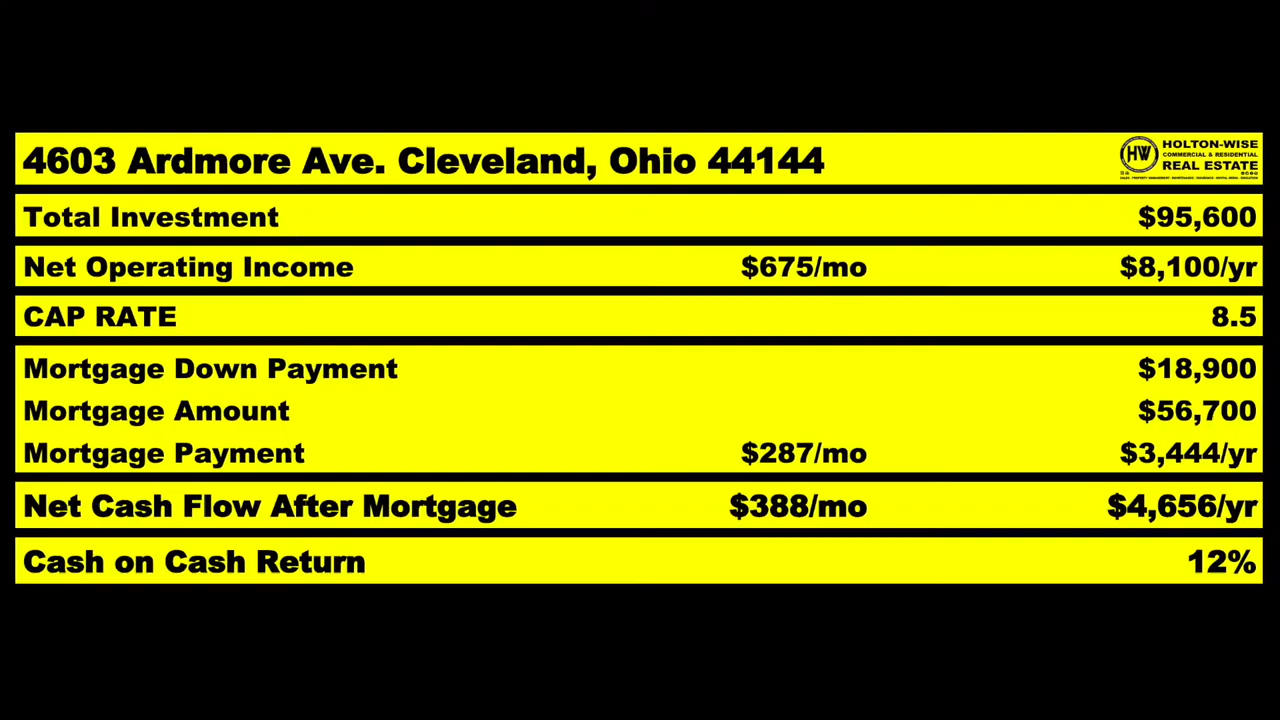 4603 Ardmore Ave. Cleveland, Ohio 44144
HW
HOLTON-WISE
COMMERCIAL & RESIDENTIAL
REAL ESTATE
Total Investment $95,600
Net Operating Income $675/mo $8,100/yr
CAP RATE 8.5
Mortgage Down Payment $18,900
Mortgage Amount $56,700
Mortgage Payment $287/mo $3,444/yr
Net Cash Flow After Mortgage $388/mo $4,656/yr
Cash on Cash Return 12%